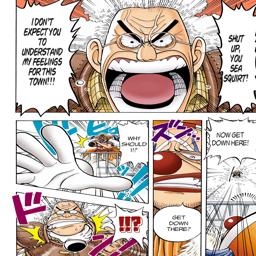 I DON'T
EXPECT YOU
TO
UNDERSTAND
MY FEELINGS
FOR THIS
TOWN!!!
SHUT
UP,
YOU
SEA
SQUIRT!
WHY
SHOULD
I!!?
NOW GET
DOWN HERE!
GET
DOWN
THERE?
!!?